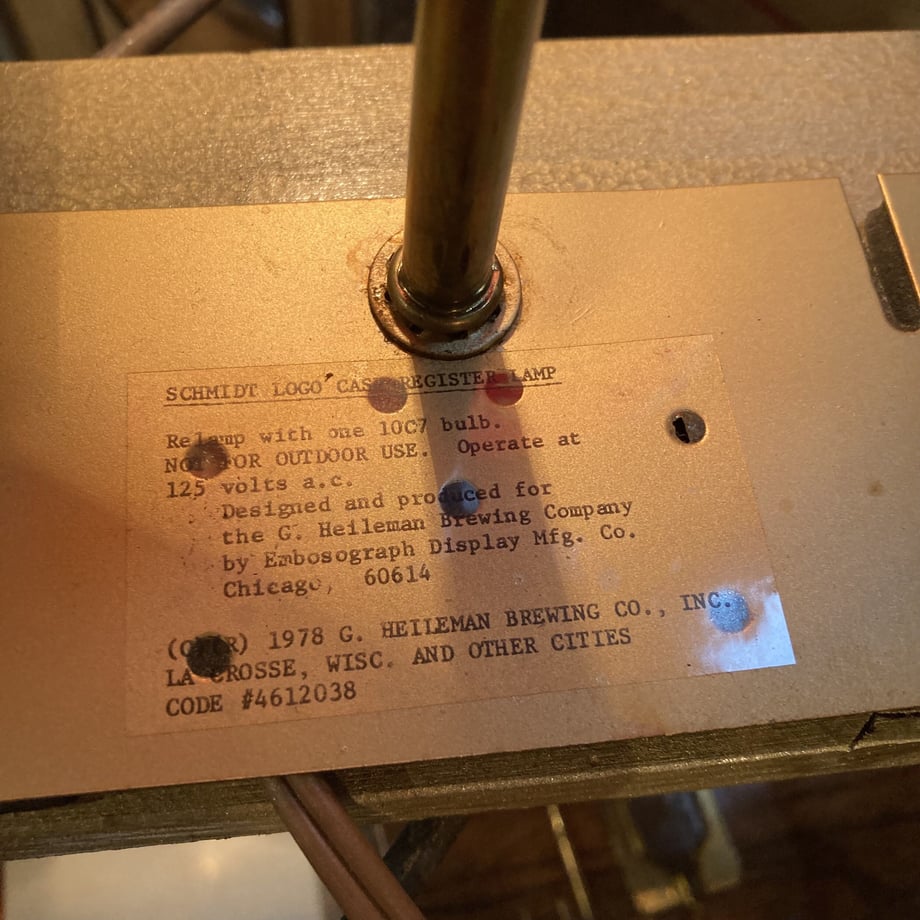 SCHMIDT LOGO CASH REGISTER LAMP
Relamp with one 10C7 bulb.
NOT FOR OUTDOOR USE. Operate at
125 volts a.c.
Designed and produced for
the G. Heileman Brewing Company
by Embosograph Display Mfg. Co.
Chicago, 60614
1978 G. HEILEMAN BREWING CO., INC.
LA CROSSE, WISC. AND OTHER CITIES
CODE #4612038